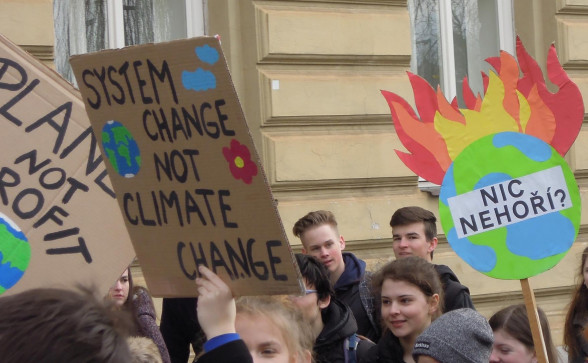 PLANE
NOT
PROFIT
SYSTEM
CHANGE
NOT
CLIMATE
CHANGE
NIC
NEHOŘÍ?